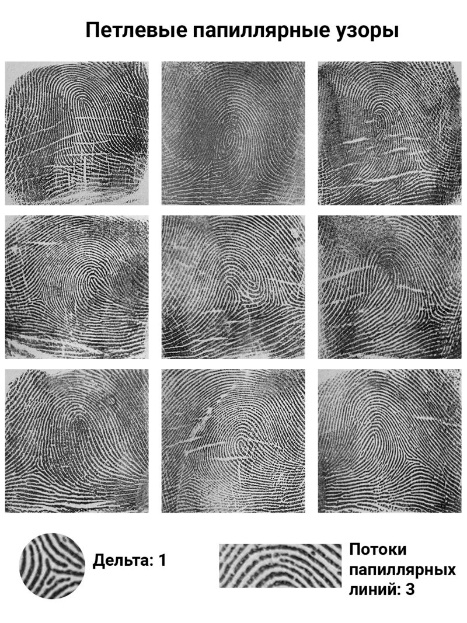 Петлевые папиллярные узоры
Дельта: 1
Потоки
папиллярных
линий: 3